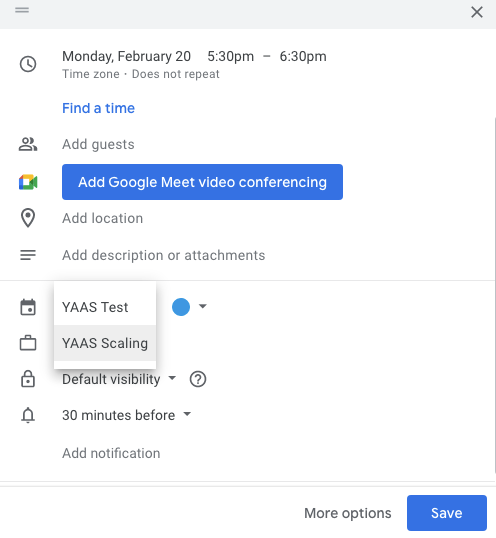 Monday, February 20 5:30pm – 6:30pm
Time zone · Does not repeat
Find a time
Add guests
Add Google Meet video conferencing
Add location
Add description or attachments
YAAS Test
YAAS Scaling
Default visibility
30 minutes before
Add notification
More options
Save